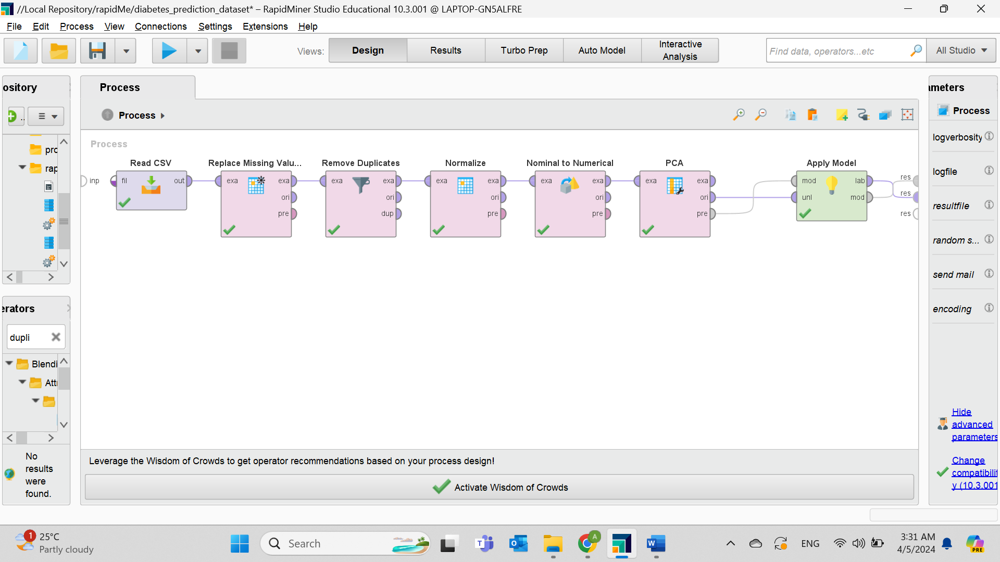 //Local Repository/rapidMe/diabetes_prediction_dataset* – RapidMiner Studio Educational 10.3.001 @ LAPTOP-GN5ALFRE
File Edit Process View Connections Settings Extensions Help
Views: Design Results Turbo Prep Auto Model Interactive Analysis
Find data, operators...etc All Studio
ository
Process
ameters
Process
Process
logverbosity
logfile
resultfile
random s...
send mail
encoding
Hide
advanced
parameters
Change
compatibilit
y (10.3.001
pro
rap
erators
dupli
Blendi
Att
No
results
were
found.
Process
Read CSV Replace Missing Valu... Remove Duplicates Normalize Nominal to Numerical PCA Apply Model
inp fil out exa exa exa exa exa exa exa exa exa exa mod lab res
ori ori ori ori ori unl mod res
pre dup pre pre pre res
Leverage the Wisdom of Crowds to get operator recommendations based on your process design!
Activate Wisdom of Crowds
1 25°C
Partly cloudy
Search
A
T
O
W
ENG
3:31 AM
4/5/2024
PRE